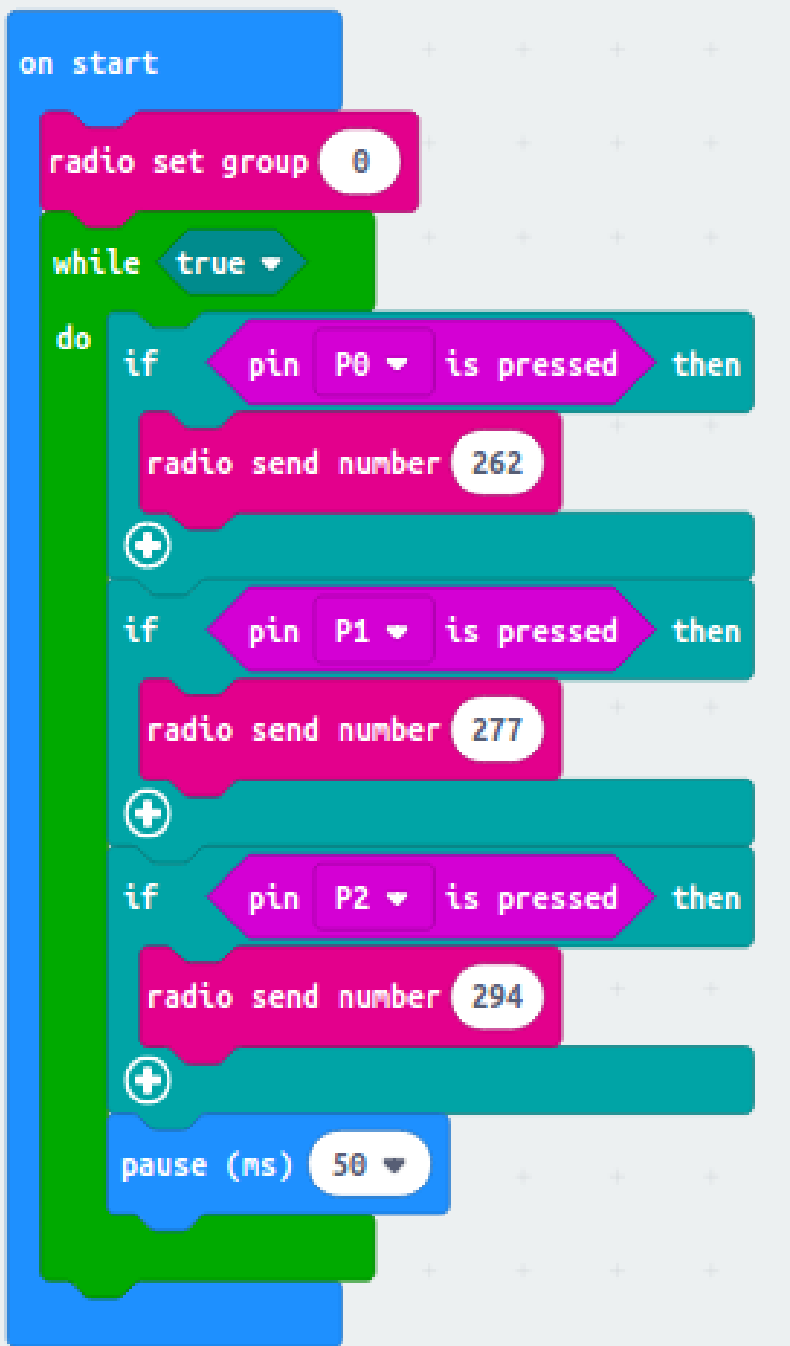 on start
radio set group 0
while true
do
if pin P0 is pressed then
radio send number 262
if pin P1 is pressed then
radio send number 277
if pin P2 is pressed then
radio send number 294
pause (ms) 50